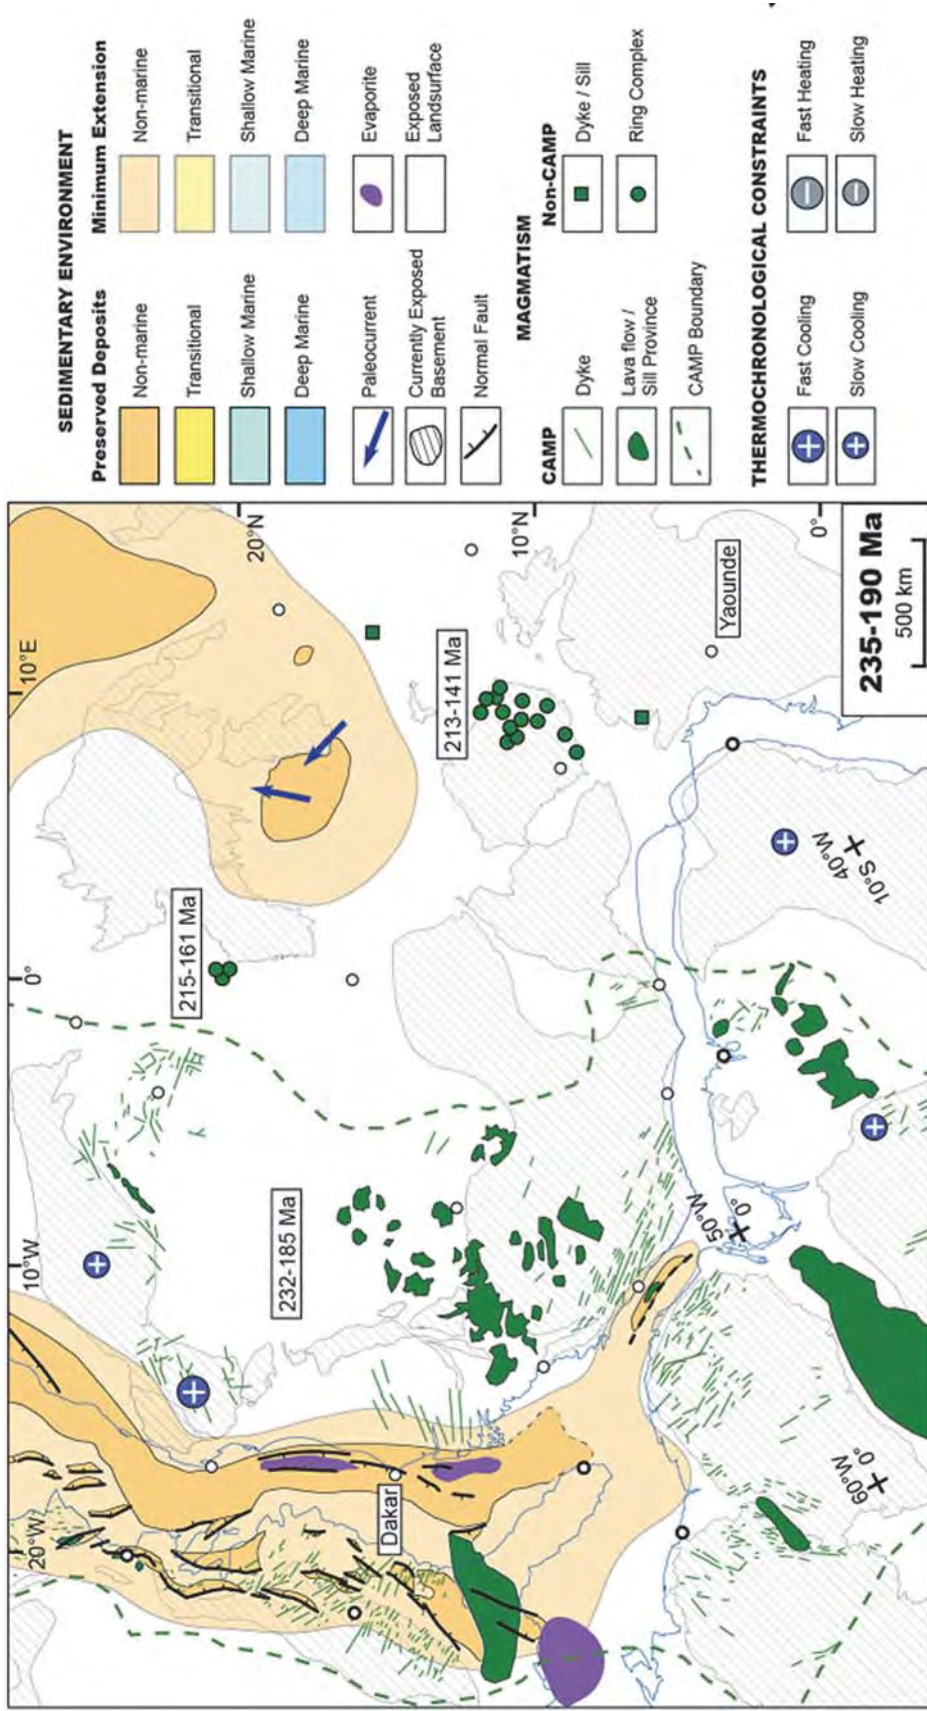 20°W
10°W
0°
10°E
20°N
10°N
0°
232-185 Ma
215-161 Ma
213-141 Ma
Dakar
Yaounde
60°W
0°
50°W
0°
40°W
10°S
235-190 Ma
500 km
SEDIMENTARY ENVIRONMENT
Preserved Deposits
Minimum Extension
Non-marine
Non-marine
Transitional
Transitional
Shallow Marine
Shallow Marine
Deep Marine
Deep Marine
Paleocurrent
Evaporite
Currently Exposed
Basement
Exposed
Landsurface
Normal Fault
MAGMATISM
CAMP
Non-CAMP
Dyke
Dyke / Sill
Lava flow /
Sill Province
Ring Complex
CAMP Boundary
THERMOCHRONOLOGICAL CONSTRAINTS
Fast Cooling
Fast Heating
Slow Cooling
Slow Heating